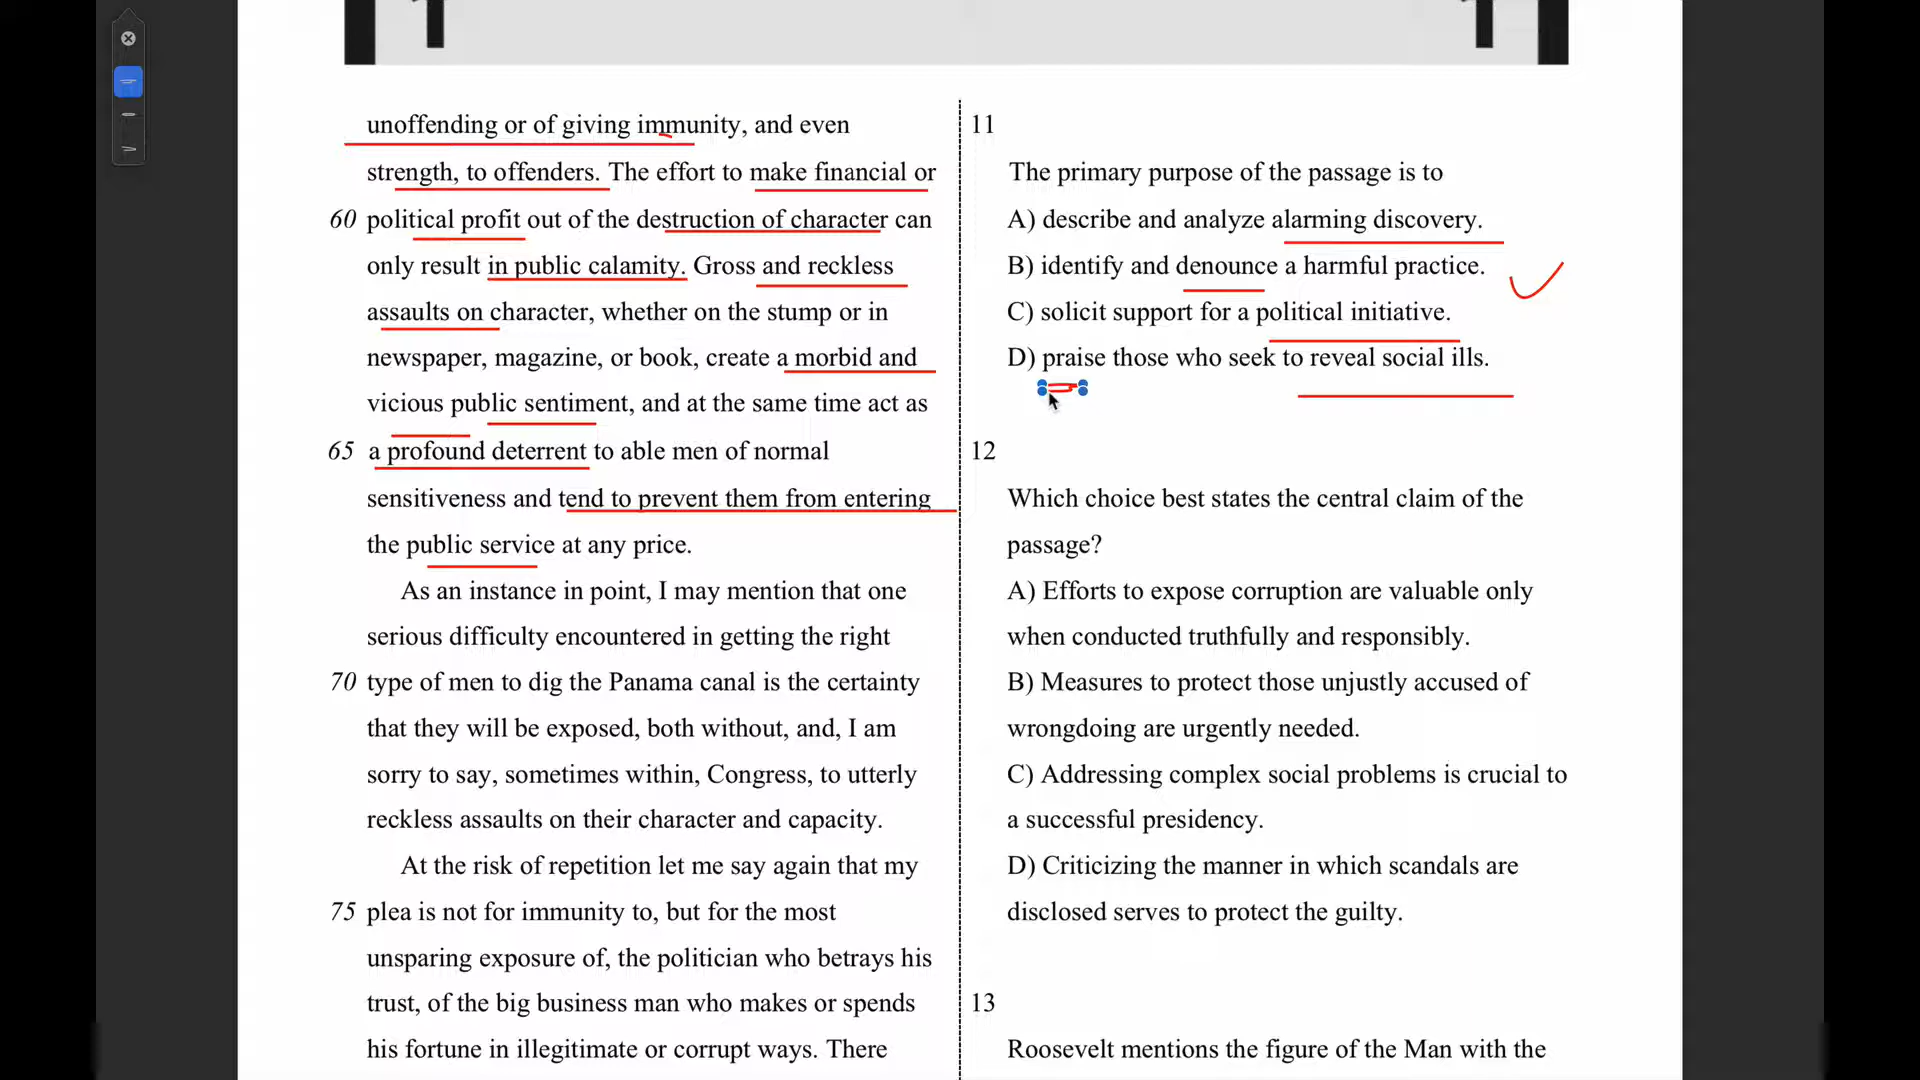 1 1
unoffending or of giving immunity, and even
strength, to offenders. The effort to make financial or
60 political profit out of the destruction of character can
only result in public calamity. Gross and reckless
assaults on character, whether on the stump or in
newspaper, magazine, or book, create a morbid and
vicious public sentiment, and at the same time act as
65 a profound deterrent to able men of normal
sensitiveness and tend to prevent them from entering
the public service at any price.
As an instance in point, I may mention that one
serious difficulty encountered in getting the right
70 type of men to dig the Panama canal is the certainty
that they will be exposed, both without, and, I am
sorry to say, sometimes within, Congress, to utterly
reckless assaults on their character and capacity.
At the risk of repetition let me say again that my
75 plea is not for immunity to, but for the most
unsparing exposure of, the politician who betrays his
trust, of the big business man who makes or spends
his fortune in illegitimate or corrupt ways. There
11
The primary purpose of the passage is to
A) describe and analyze alarming discovery.
B) identify and denounce a harmful practice.
C) solicit support for a political initiative.
D) praise those who seek to reveal social ills.
12
Which choice best states the central claim of the
passage?
A) Efforts to expose corruption are valuable only
when conducted truthfully and responsibly.
B) Measures to protect those unjustly accused of
wrongdoing are urgently needed.
C) Addressing complex social problems is crucial to
a successful presidency.
D) Criticizing the manner in which scandals are
disclosed serves to protect the guilty.
13
Roosevelt mentions the figure of the Man with the